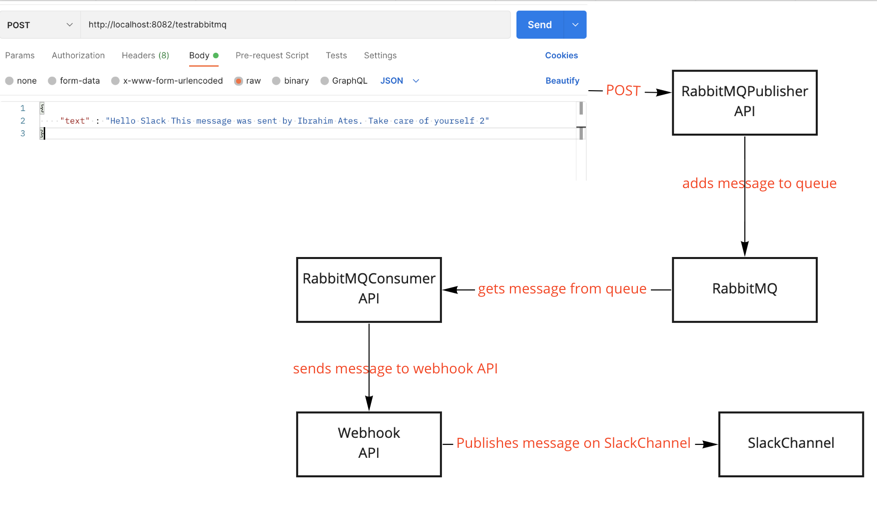 POST
http://localhost:8082/testrabbitmq
Send
Params Authorization Headers (8) Body Pre-request Script Tests Settings Cookies
none form-data x-www-form-urlencoded raw binary GraphQL JSON Beautify
1 {
2 "text" : "Hello Slack This message was sent by Ibrahim Ates. Take care of yourself 2"
3 }
POST
RabbitMQPublisher
API
adds message to queue
RabbitMQ
gets message from queue
RabbitMQConsumer
API
sends message to webhook API
Webhook
API
Publishes message on SlackChannel
SlackChannel